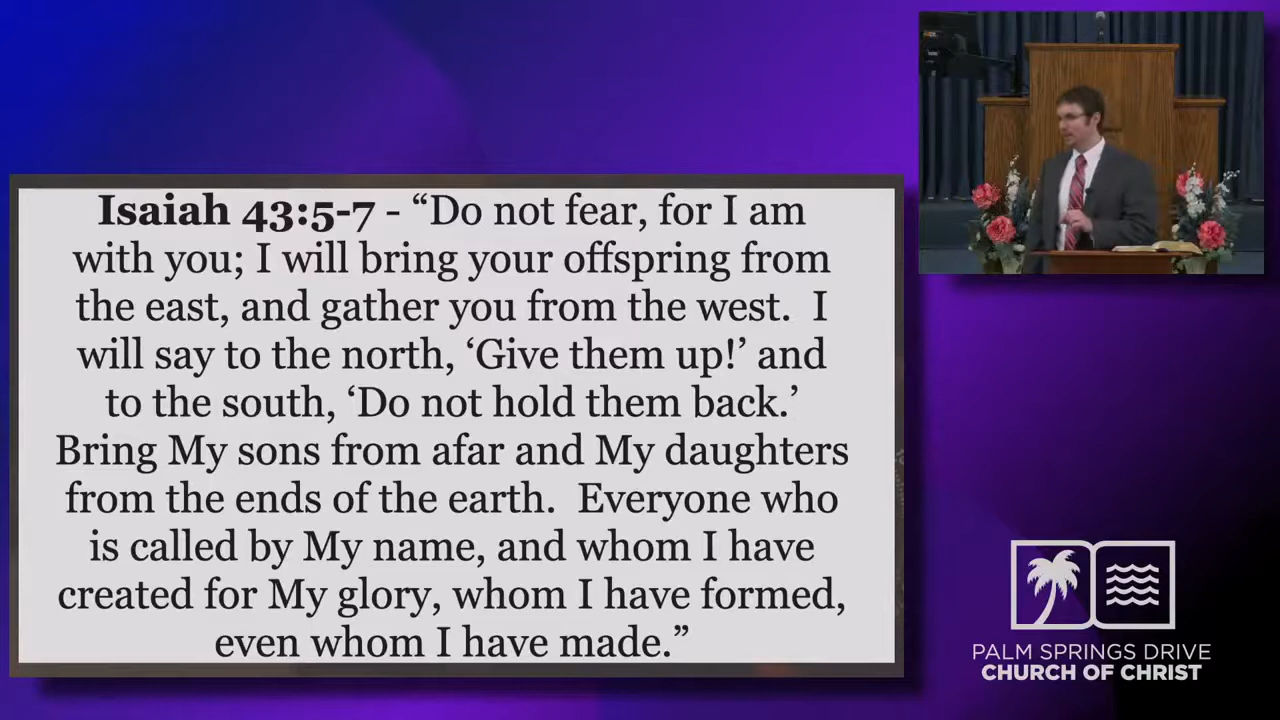 Isaiah 43:5-7 - “Do not fear, for I am
with you; I will bring your offspring from
the east, and gather you from the west.  I
will say to the north, ‘Give them up!’ and
to the south, ‘Do not hold them back.’
Bring My sons from afar and My daughters
from the ends of the earth.  Everyone who
is called by My name, and whom I have
created for My glory, whom I have formed,
even whom I have made.”
PALM SPRINGS DRIVE
CHURCH OF CHRIST